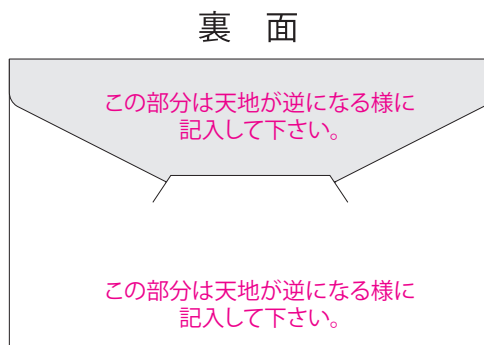 裏　面
この部分は天地が逆になる様に
記入して下さい。
この部分は天地が逆になる様に
記入して下さい。